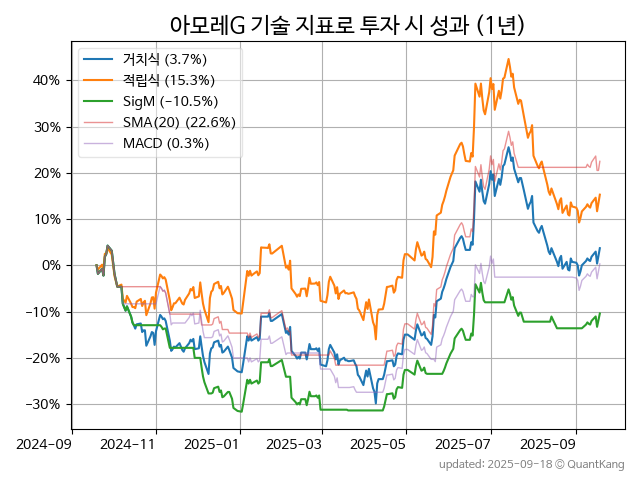 아모레G 기술 지표로 투자 시 성과 (1년)
거치식 (3.7%)
적립식 (15.3%)
SigM (−10.5%)
SMA(20) (22.6%)
MACD (0.3%)
40%
30%
20%
10%
0%
−10%
−20%
−30%
2024-09 2024-11 2025-01 2025-03 2025-05 2025-07 2025-09
updated: 2025-09-18 © QuantKang